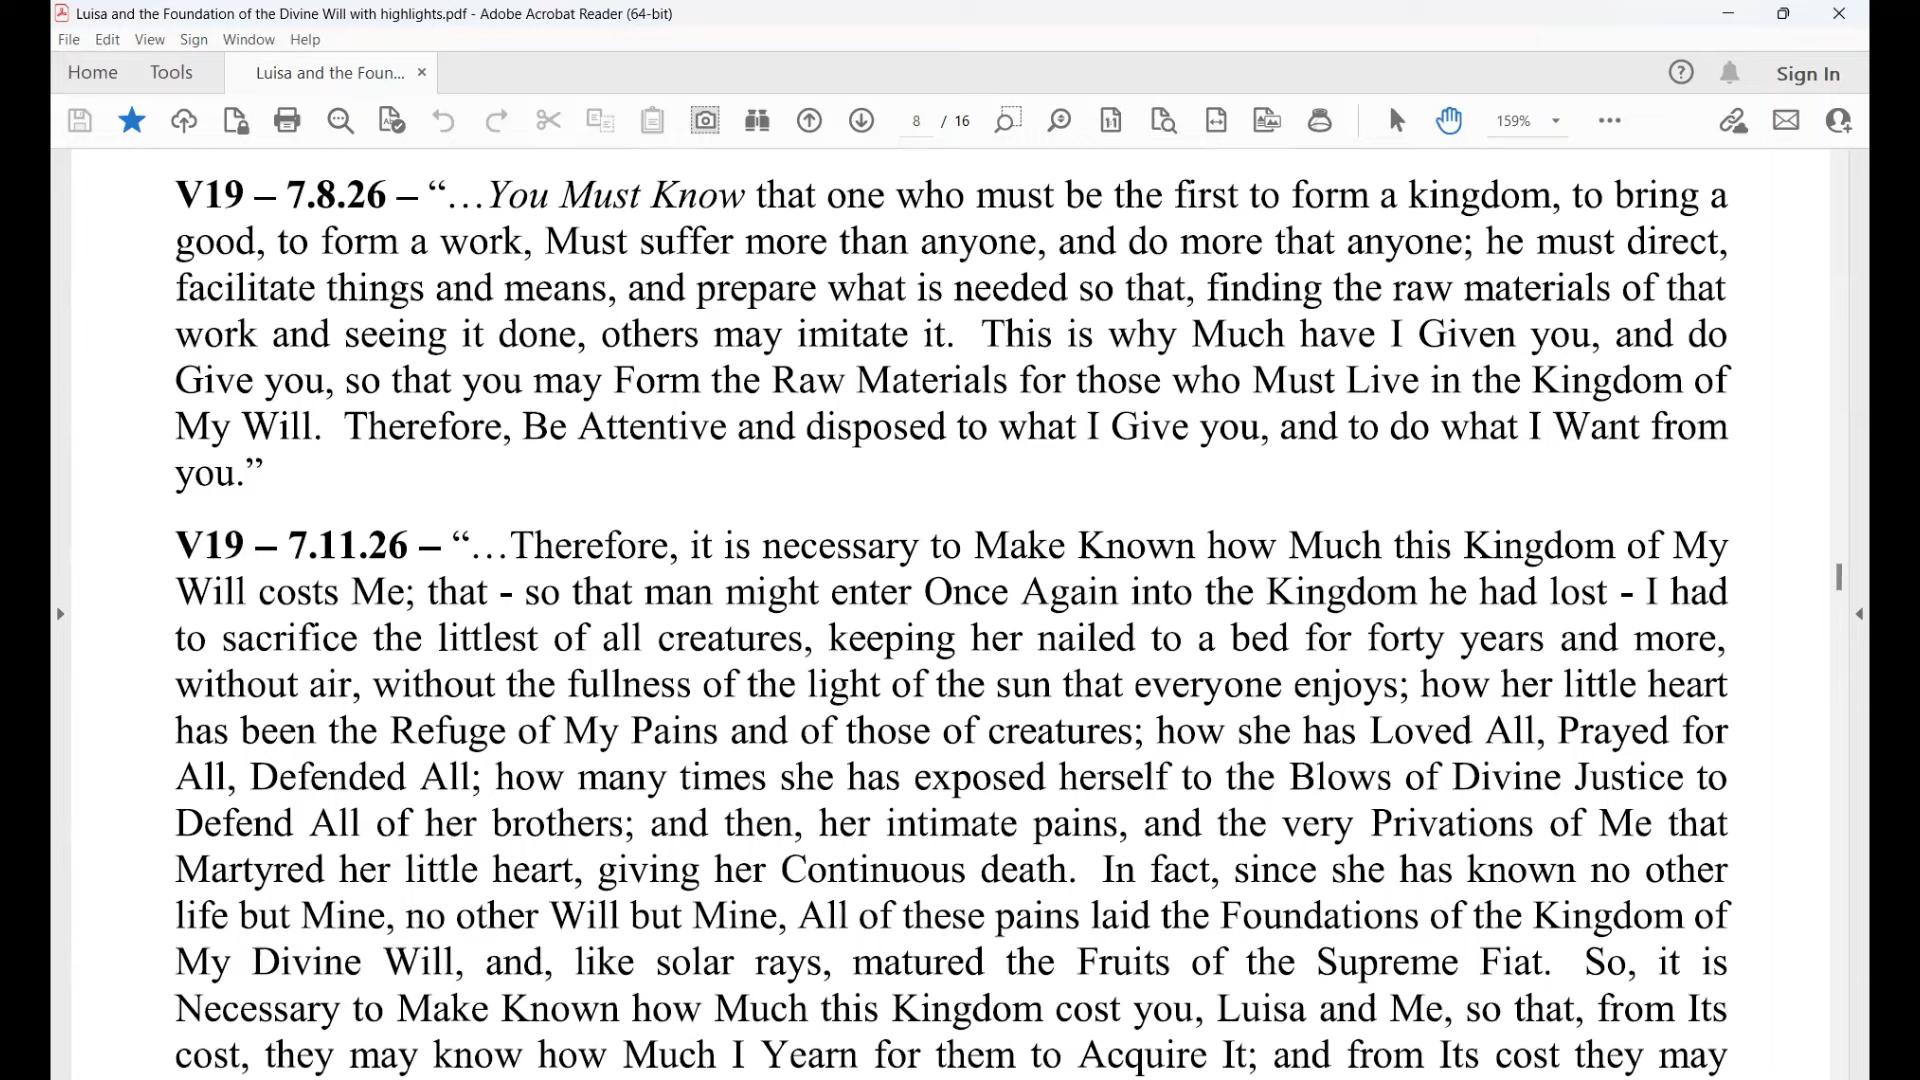 Luisa and the Foundation of the Divine Will with highlights.pdf - Adobe Acrobat Reader (64-bit)
File Edit View Sign Window Help
Home Tools Luisa and the Foun... × Sign In
8 / 16 159%
V19 – 7.8.26 – “…You Must Know that one who must be the first to form a kingdom, to bring a
good, to form a work, Must suffer more than anyone, and do more that anyone; he must direct,
facilitate things and means, and prepare what is needed so that, finding the raw materials of that
work and seeing it done, others may imitate it. This is why Much have I Given you, and do
Give you, so that you may Form the Raw Materials for those who Must Live in the Kingdom of
My Will. Therefore, Be Attentive and disposed to what I Give you, and to do what I Want from
you.”
V19 – 7.11.26 – “…Therefore, it is necessary to Make Known how Much this Kingdom of My
Will costs Me; that - so that man might enter Once Again into the Kingdom he had lost - I had
to sacrifice the littlest of all creatures, keeping her nailed to a bed for forty years and more,
without air, without the fullness of the light of the sun that everyone enjoys; how her little heart
has been the Refuge of My Pains and of those of creatures; how she has Loved All, Prayed for
All, Defended All; how many times she has exposed herself to the Blows of Divine Justice to
Defend All of her brothers; and then, her intimate pains, and the very Privations of Me that
Martyred her little heart, giving her Continuous death. In fact, since she has known no other
life but Mine, no other Will but Mine, All of these pains laid the Foundations of the Kingdom of
My Divine Will, and, like solar rays, matured the Fruits of the Supreme Fiat. So, it is
Necessary to Make Known how Much this Kingdom cost you, Luisa and Me, so that, from Its
cost, they may know how Much I Yearn for them to Acquire It; and from Its cost they may